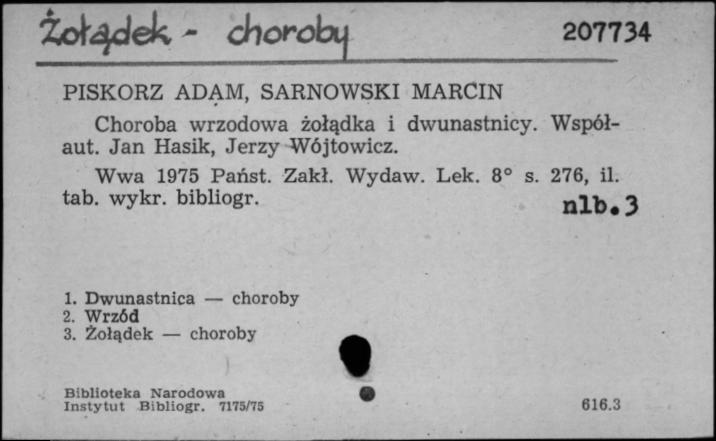 Żołądek - choroby 207734
PISKORZ ADAM, SARNOWSKI MARCIN
Choroba wrzodowa żołądka i dwunastnicy. Współ-
aut. Jan Hasik, Jerzy Wójtowicz.
Wwa 1975 Państ. Zakł. Wydaw. Lek. 8° s. 276, il.
tab. wykr. bibliogr. nlb. 3
1. Dwunastnica — choroby
2. Wrzód
3. Żołądek — choroby
Biblioteka Narodowa
Instytut Bibliogr. 7175/75 616.3